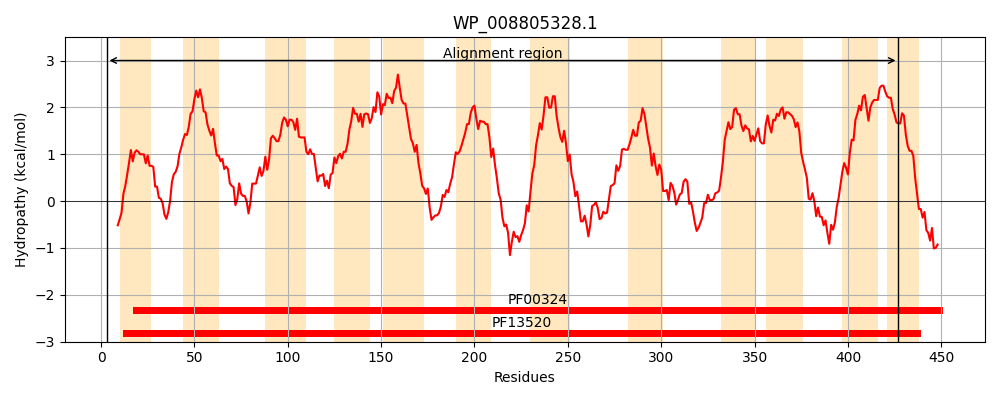 WP_008805328.1
Alignment region
Hydropathy (kcal/mol)
3
2
1
0
−1
−2
−3
PF00324
PF13520
0 50 100 150 200 250 300 350 400 450
Residues